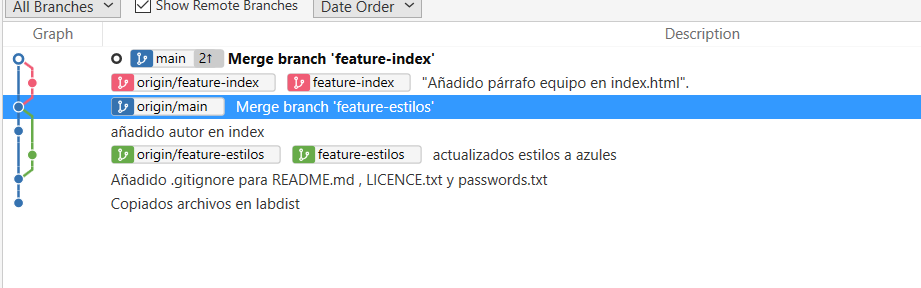 All Branches Show Remote Branches Date Order
Graph Description
main 2↑ Merge branch 'feature-index'
origin/feature-index feature-index "Añadido párrafo equipo en index.html".
origin/main Merge branch 'feature-estilos'
añadido autor en index
origin/feature-estilos feature-estilos actualizados estilos a azules
Añadido .gitignore para README.md , LICENCE.txt y passwords.txt
Copiados archivos en labdist